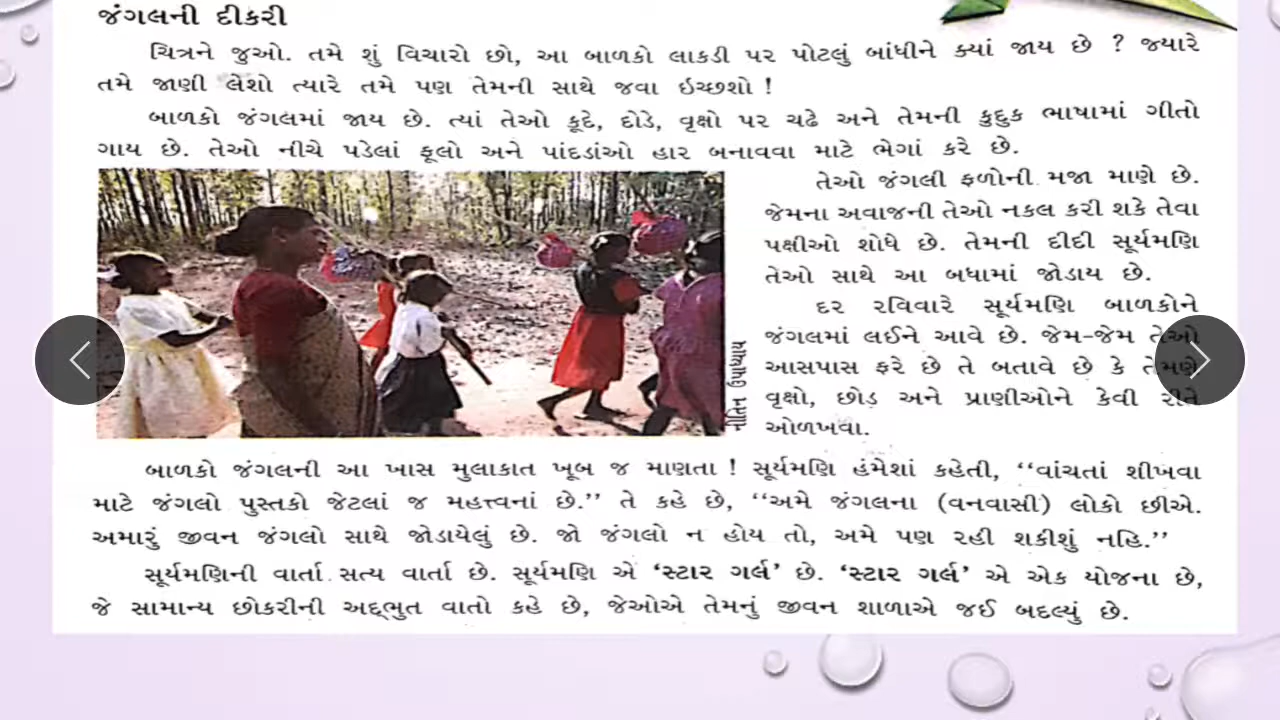 જંગલની દીકરી
ચિત્રને જુઓ. તમે શું વિચારો છો, આ બાળકો લાકડી પર પોટલું બાંધીને ક્યાં જાય છે ? જ્યારે
તમે જાણી લેશો ત્યારે તમે પણ તેમની સાથે જવા ઇચ્છશો !
બાળકો જંગલમાં જાય છે. ત્યાં તેઓ કૂદે, દોડે, વૃક્ષો પર ચઢે અને તેમની કુદુક ભાષામાં ગીતો
ગાય છે. તેઓ નીચે પડેલાં ફૂલો અને પાંદડાંઓ હાર બનાવવા માટે ભેગાં કરે છે.
તેઓ જંગલી ફળોની મજા માણે છે.
જેમના અવાજની તેઓ નકલ કરી શકે તેવા
પક્ષીઓ શોધે છે. તેમની દીદી સૂર્યમણિ
તેઓ સાથે આ બધામાં જોડાય છે.
દર રવિવારે સૂર્યમણિ બાળકોને
જંગલમાં લઈને આવે છે. જેમ-જેમ તેઓ
આસપાસ ફરે છે તે બતાવે છે કે તેમણે
વૃક્ષો, છોડ અને પ્રાણીઓને કેવી રીતે
ઓળખવા.
નીતિન ઉપાધ્યાય
બાળકો જંગલની આ ખાસ મુલાકાત ખૂબ જ માણતા ! સૂર્યમણિ હંમેશાં કહેતી, ‘‘વાંચતાં શીખવા
માટે જંગલો પુસ્તકો જેટલાં જ મહત્ત્વનાં છે.’’ તે કહે છે, ‘‘અમે જંગલના (વનવાસી) લોકો છીએ.
અમારું જીવન જંગલો સાથે જોડાયેલું છે. જો જંગલો ન હોય તો, અમે પણ રહી શકીશું નહિ.’’
સૂર્યમણિની વાર્તા સત્ય વાર્તા છે. સૂર્યમણિ એ ‘સ્ટાર ગર્લ’ છે. ‘સ્ટાર ગર્લ’ એ એક યોજના છે,
જે સામાન્ય છોકરીની અદ્ભુત વાતો કહે છે, જેઓએ તેમનું જીવન શાળાએ જઈ બદલ્યું છે.